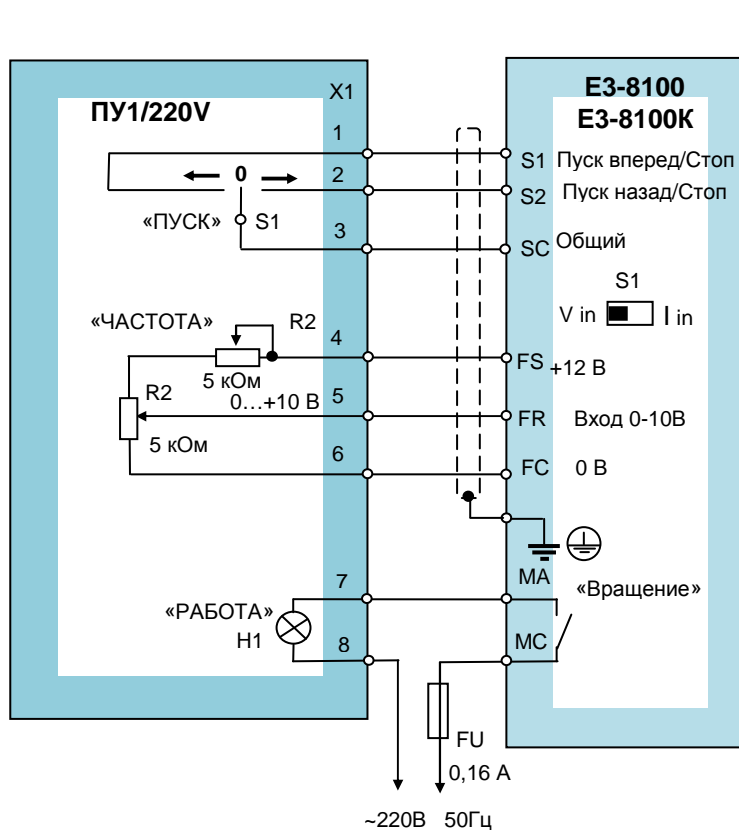 ПУ1/220V
X1
1
2
3
0
«ПУСК» S1
«ЧАСТОТА» R2
4
5 кОм
R2
0…+10 В
5
5 кОм
6
7
«РАБОТА»
H1
8
E3-8100
E3-8100К
S1 Пуск вперед/Стоп
S2 Пуск назад/Стоп
SC Общий
S1
V in I in
FS +12 В
FR Вход 0-10В
FC 0 В
MA
«Вращение»
MC
FU
0,16 А
~220В 50Гц